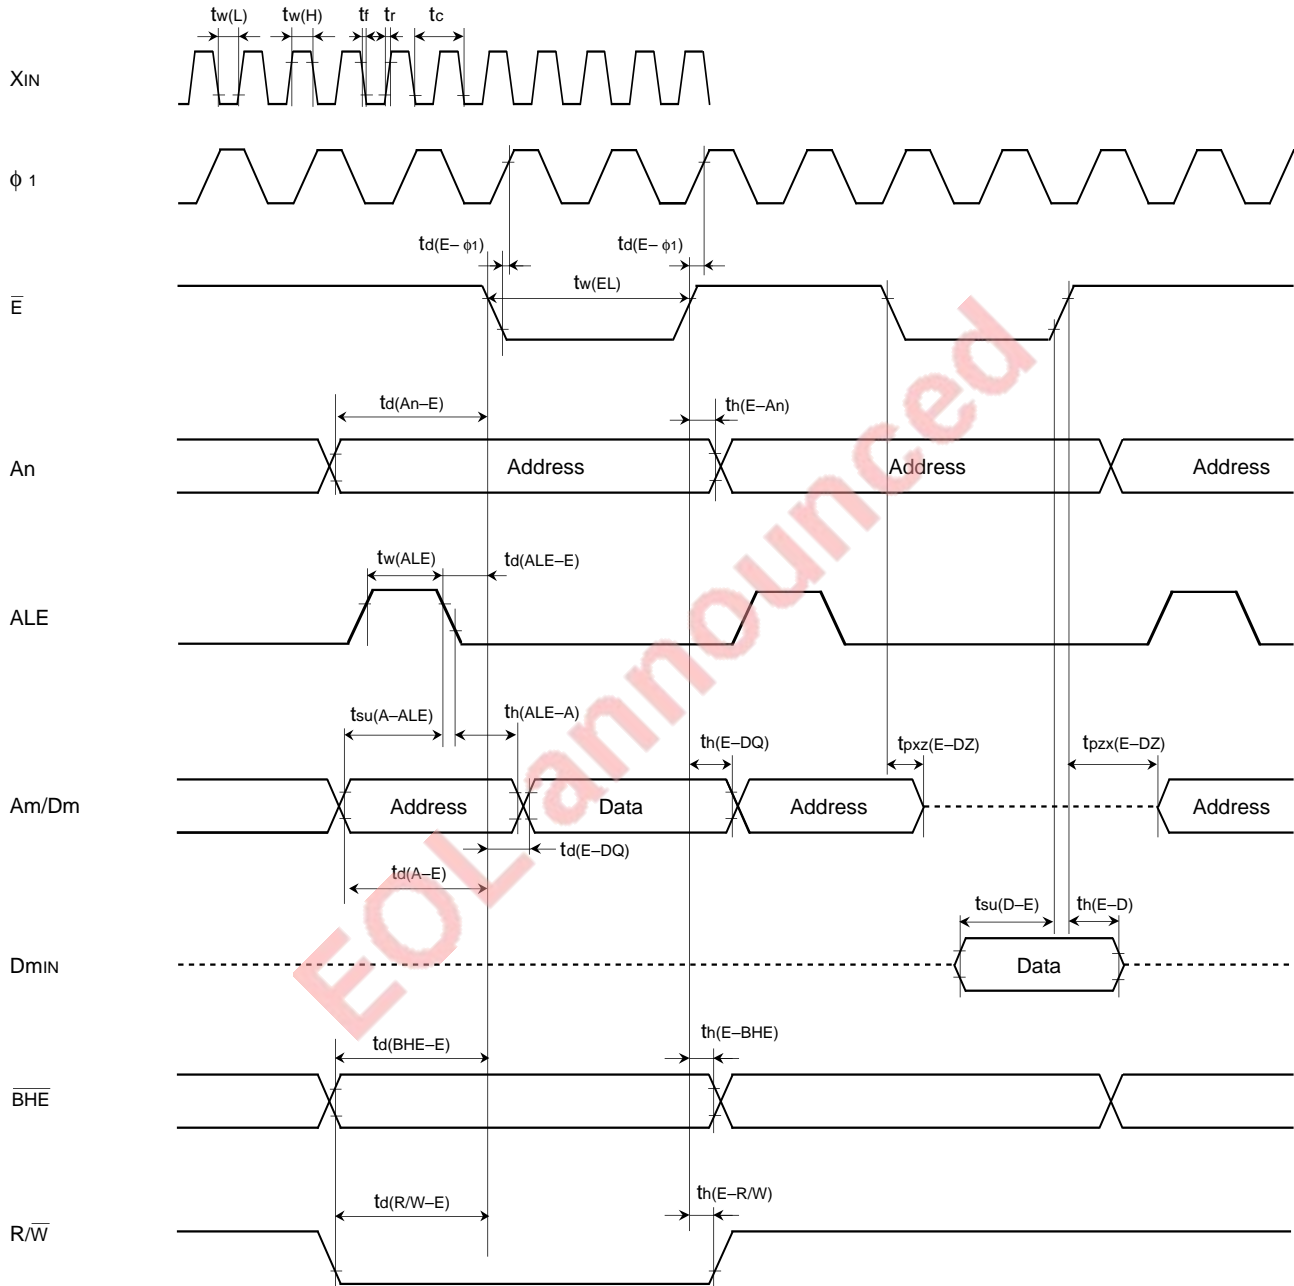 tw(L) tw(H) tf tr tc
XIN
ϕ 1
td(E– ϕ1) td(E– ϕ1)
tw(EL)
E
td(An–E) th(E–An)
An Address Address Address
tw(ALE) td(ALE–E)
ALE
tsu(A–ALE) th(ALE–A) th(E–DQ) tpxz(E–DZ) tpzx(E–DZ)
Am/Dm Address Data Address Address
td(E–DQ)
td(A–E)
tsu(D–E) th(E–D)
DmIN Data
td(BHE–E) th(E–BHE)
BHE
td(R/W–E) th(E–R/W)
R/W
EOL announced